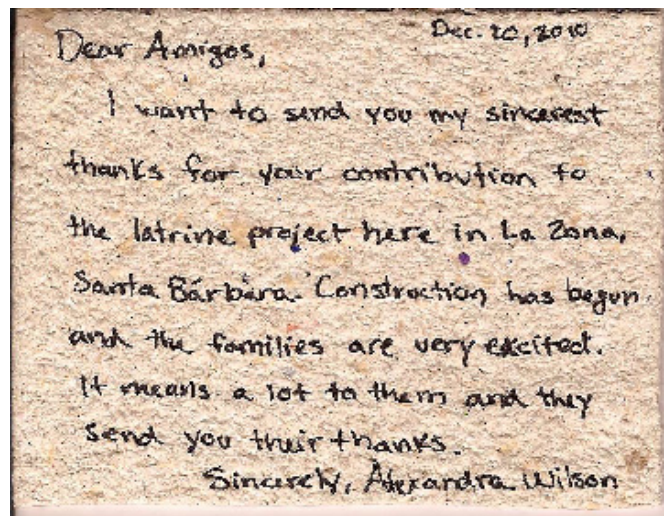 Dec. 20, 2010
Dear Amigos,
I want to send you my sincerest
thanks for your contribution to
the latrine project here in La Zona,
Santa Bárbara. Construction has begun
and the families are very excited.
It means a lot to them and they
send you their thanks.
Sincerely, Alexandra Wilson